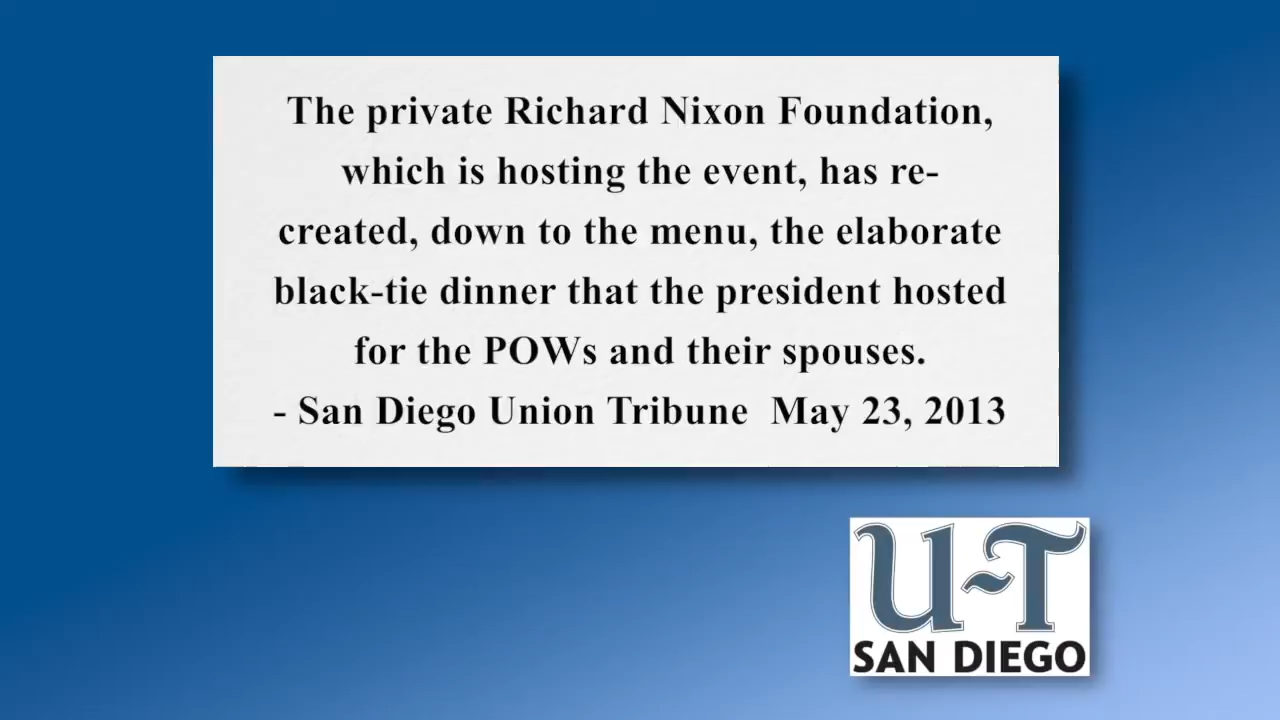 The private Richard Nixon Foundation,
which is hosting the event, has re-
created, down to the menu, the elaborate
black-tie dinner that the president hosted
for the POWs and their spouses.
- San Diego Union Tribune  May 23, 2013
U-T
SAN DIEGO